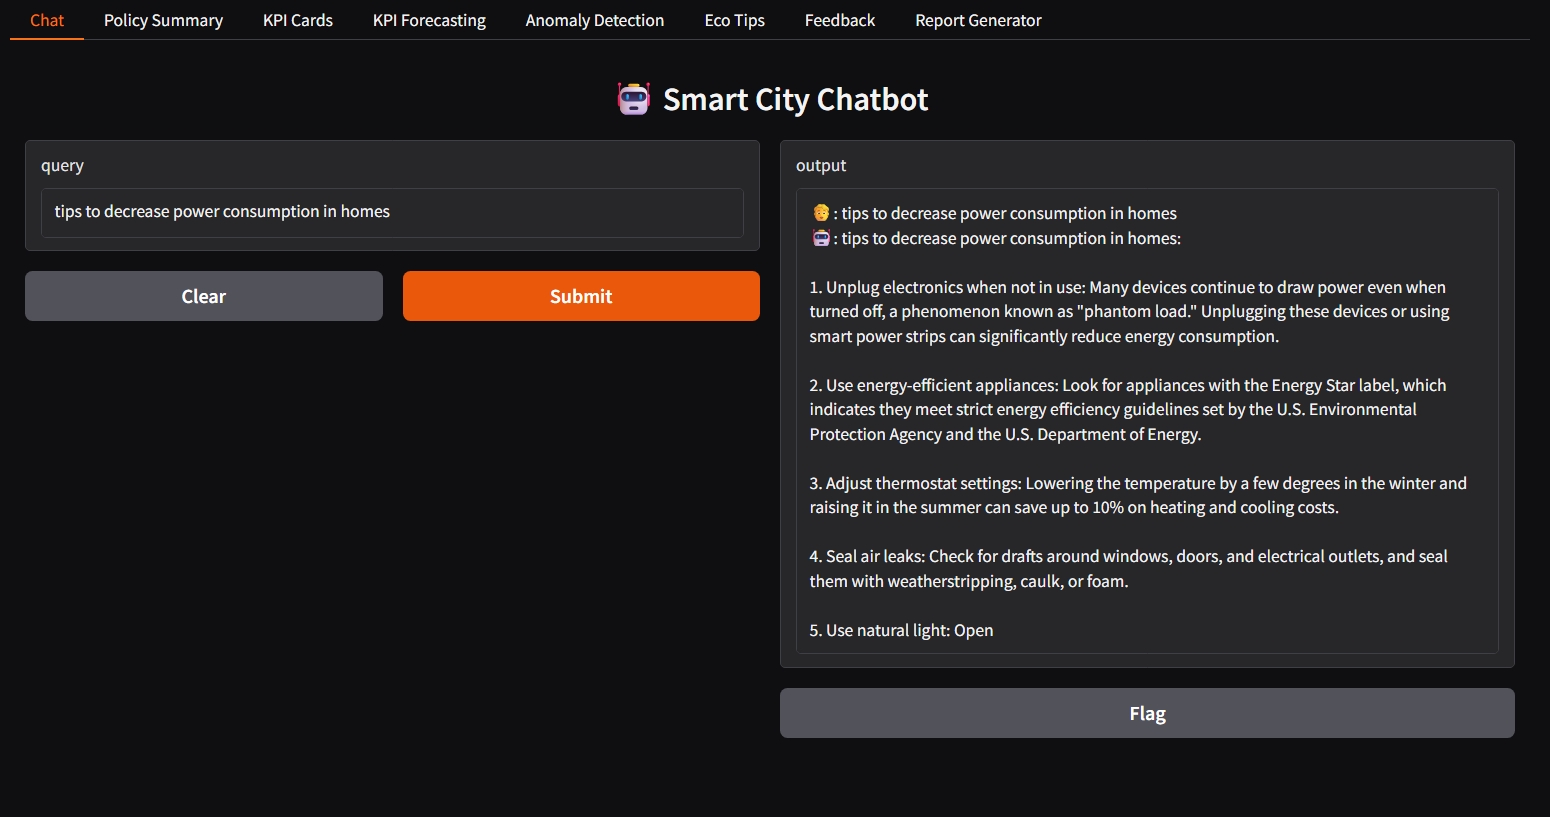 Chat Policy Summary KPI Cards KPI Forecasting Anomaly Detection Eco Tips Feedback Report Generator
Smart City Chatbot
query
tips to decrease power consumption in homes
Clear Submit
output
: tips to decrease power consumption in homes
: tips to decrease power consumption in homes:
1. Unplug electronics when not in use: Many devices continue to draw power even when
turned off, a phenomenon known as "phantom load." Unplugging these devices or using
smart power strips can significantly reduce energy consumption.
2. Use energy-efficient appliances: Look for appliances with the Energy Star label, which
indicates they meet strict energy efficiency guidelines set by the U.S. Environmental
Protection Agency and the U.S. Department of Energy.
3. Adjust thermostat settings: Lowering the temperature by a few degrees in the winter and
raising it in the summer can save up to 10% on heating and cooling costs.
4. Seal air leaks: Check for drafts around windows, doors, and electrical outlets, and seal
them with weatherstripping, caulk, or foam.
5. Use natural light: Open
Flag